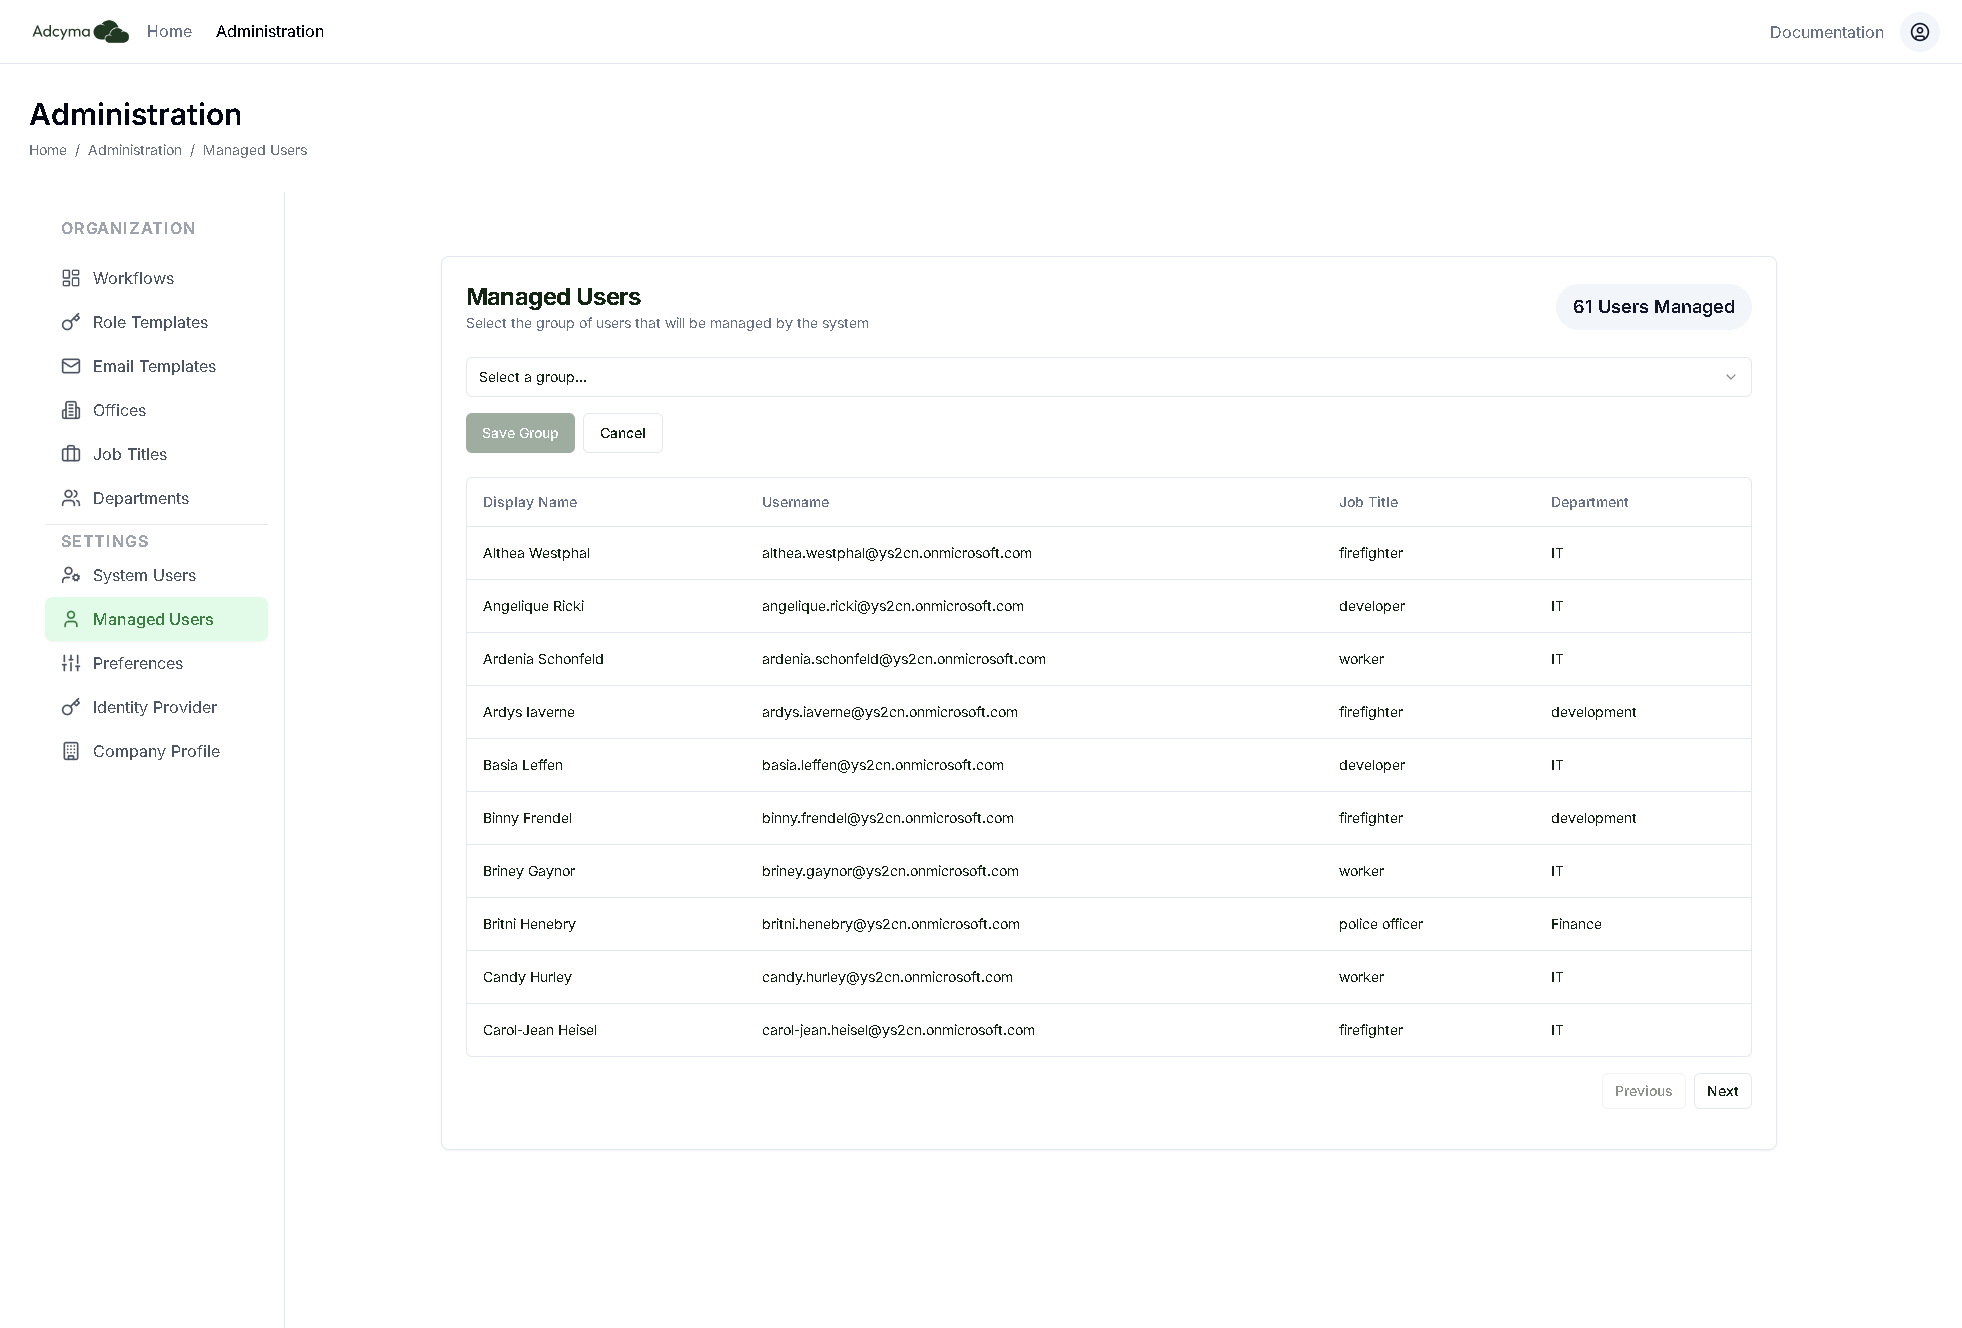 Adcyma Home Administration Documentation
Administration
Home / Administration / Managed Users
ORGANIZATION
Workflows
Role Templates
Email Templates
Offices
Job Titles
Departments
SETTINGS
System Users
Managed Users
Preferences
Identity Provider
Company Profile
Managed Users
Select the group of users that will be managed by the system
61 Users Managed
Select a group...
Save Group Cancel
Display Name Username Job Title Department
Althea Westphal althea.westphal@ys2cn.onmicrosoft.com firefighter IT
Angelique Ricki angelique.ricki@ys2cn.onmicrosoft.com developer IT
Ardenia Schonfeld ardenia.schonfeld@ys2cn.onmicrosoft.com worker IT
Ardys Iaverne ardys.iaverne@ys2cn.onmicrosoft.com firefighter development
Basia Leffen basia.leffen@ys2cn.onmicrosoft.com developer IT
Binny Frendel binny.frendel@ys2cn.onmicrosoft.com firefighter development
Briney Gaynor briney.gaynor@ys2cn.onmicrosoft.com worker IT
Britni Henebry britni.henebry@ys2cn.onmicrosoft.com police officer Finance
Candy Hurley candy.hurley@ys2cn.onmicrosoft.com worker IT
Carol-Jean Heisel carol-jean.heisel@ys2cn.onmicrosoft.com firefighter IT
Previous Next